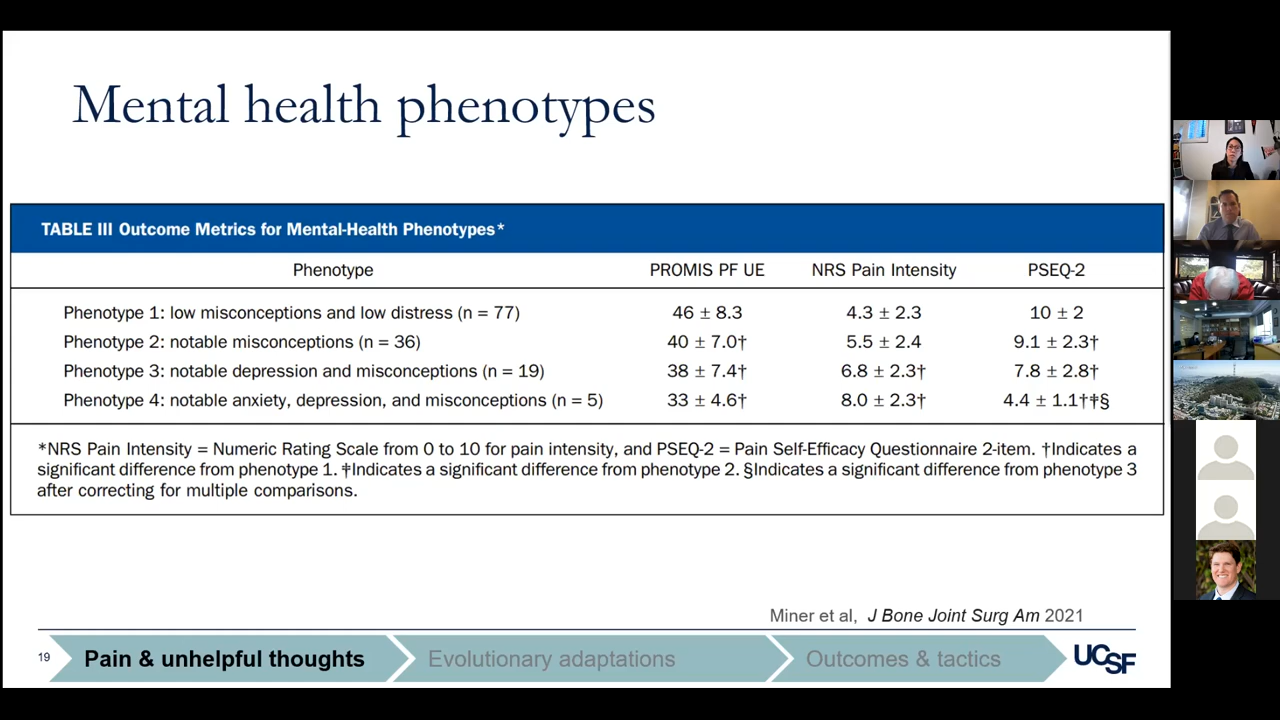 Mental health phenotypes
TABLE III Outcome Metrics for Mental-Health Phenotypes*
Phenotype PROMIS PF UE NRS Pain Intensity PSEQ-2
Phenotype 1: low misconceptions and low distress (n = 77) 46 ± 8.3 4.3 ± 2.3 10 ± 2
Phenotype 2: notable misconceptions (n = 36) 40 ± 7.0† 5.5 ± 2.4 9.1 ± 2.3†
Phenotype 3: notable depression and misconceptions (n = 19) 38 ± 7.4† 6.8 ± 2.3† 7.8 ± 2.8†
Phenotype 4: notable anxiety, depression, and misconceptions (n = 5) 33 ± 4.6† 8.0 ± 2.3† 4.4 ± 1.1†‡§
*NRS Pain Intensity = Numeric Rating Scale from 0 to 10 for pain intensity, and PSEQ-2 = Pain Self-Efficacy Questionnaire 2-item. †Indicates a
significant difference from phenotype 1. ‡Indicates a significant difference from phenotype 2. §Indicates a significant difference from phenotype 3
after correcting for multiple comparisons.
Miner et al, J Bone Joint Surg Am 2021
19 Pain & unhelpful thoughts Evolutionary adaptations Outcomes & tactics UCSF